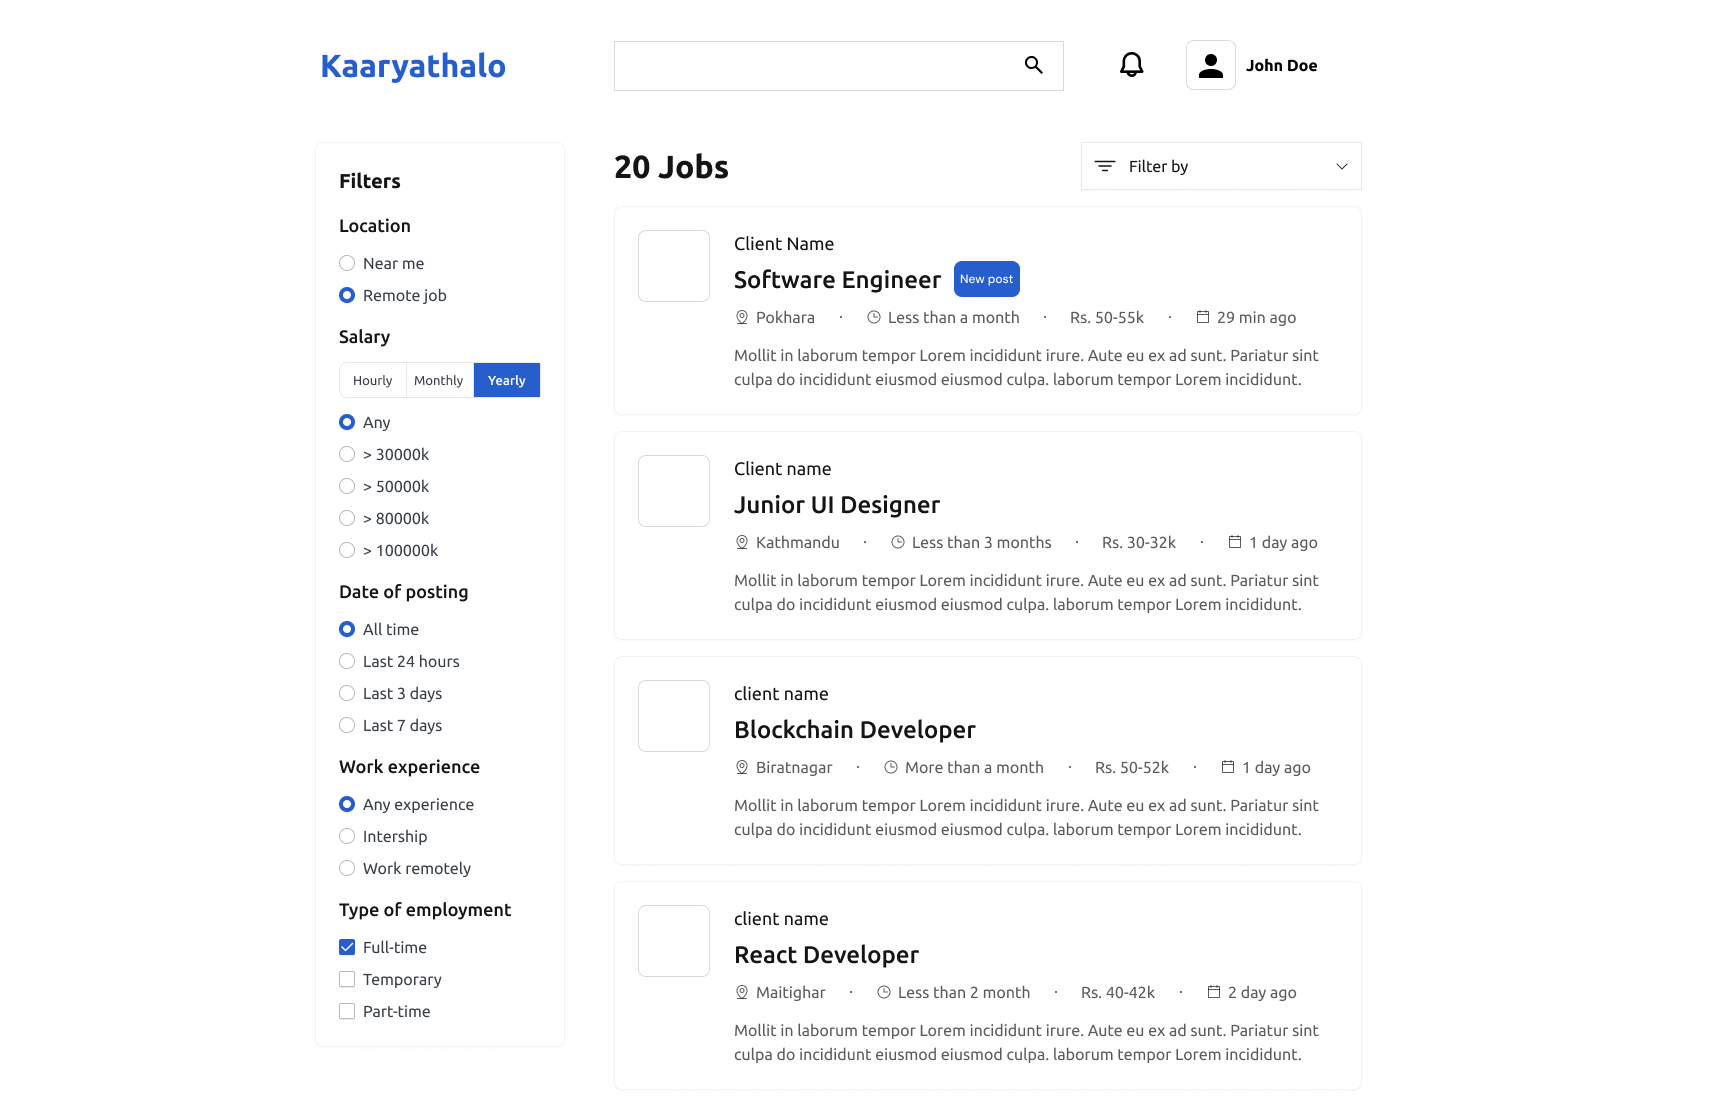 Kaaryathalo
John Doe
Filters
Location
Near me
Remote job
Salary
Hourly Monthly Yearly
Any
> 30000k
> 50000k
> 80000k
> 100000k
Date of posting
All time
Last 24 hours
Last 3 days
Last 7 days
Work experience
Any experience
Intership
Work remotely
Type of employment
Full-time
Temporary
Part-time
20 Jobs
Filter by
Client Name
Software Engineer New post
Pokhara · Less than a month · Rs. 50-55k · 29 min ago
Mollit in laborum tempor Lorem incididunt irure. Aute eu ex ad sunt. Pariatur sint
culpa do incididunt eiusmod eiusmod culpa. laborum tempor Lorem incididunt.
Client name
Junior UI Designer
Kathmandu · Less than 3 months · Rs. 30-32k · 1 day ago
Mollit in laborum tempor Lorem incididunt irure. Aute eu ex ad sunt. Pariatur sint
culpa do incididunt eiusmod eiusmod culpa. laborum tempor Lorem incididunt.
client name
Blockchain Developer
Biratnagar · More than a month · Rs. 50-52k · 1 day ago
Mollit in laborum tempor Lorem incididunt irure. Aute eu ex ad sunt. Pariatur sint
culpa do incididunt eiusmod eiusmod culpa. laborum tempor Lorem incididunt.
client name
React Developer
Maitighar · Less than 2 month · Rs. 40-42k · 2 day ago
Mollit in laborum tempor Lorem incididunt irure. Aute eu ex ad sunt. Pariatur sint
culpa do incididunt eiusmod eiusmod culpa. laborum tempor Lorem incididunt.